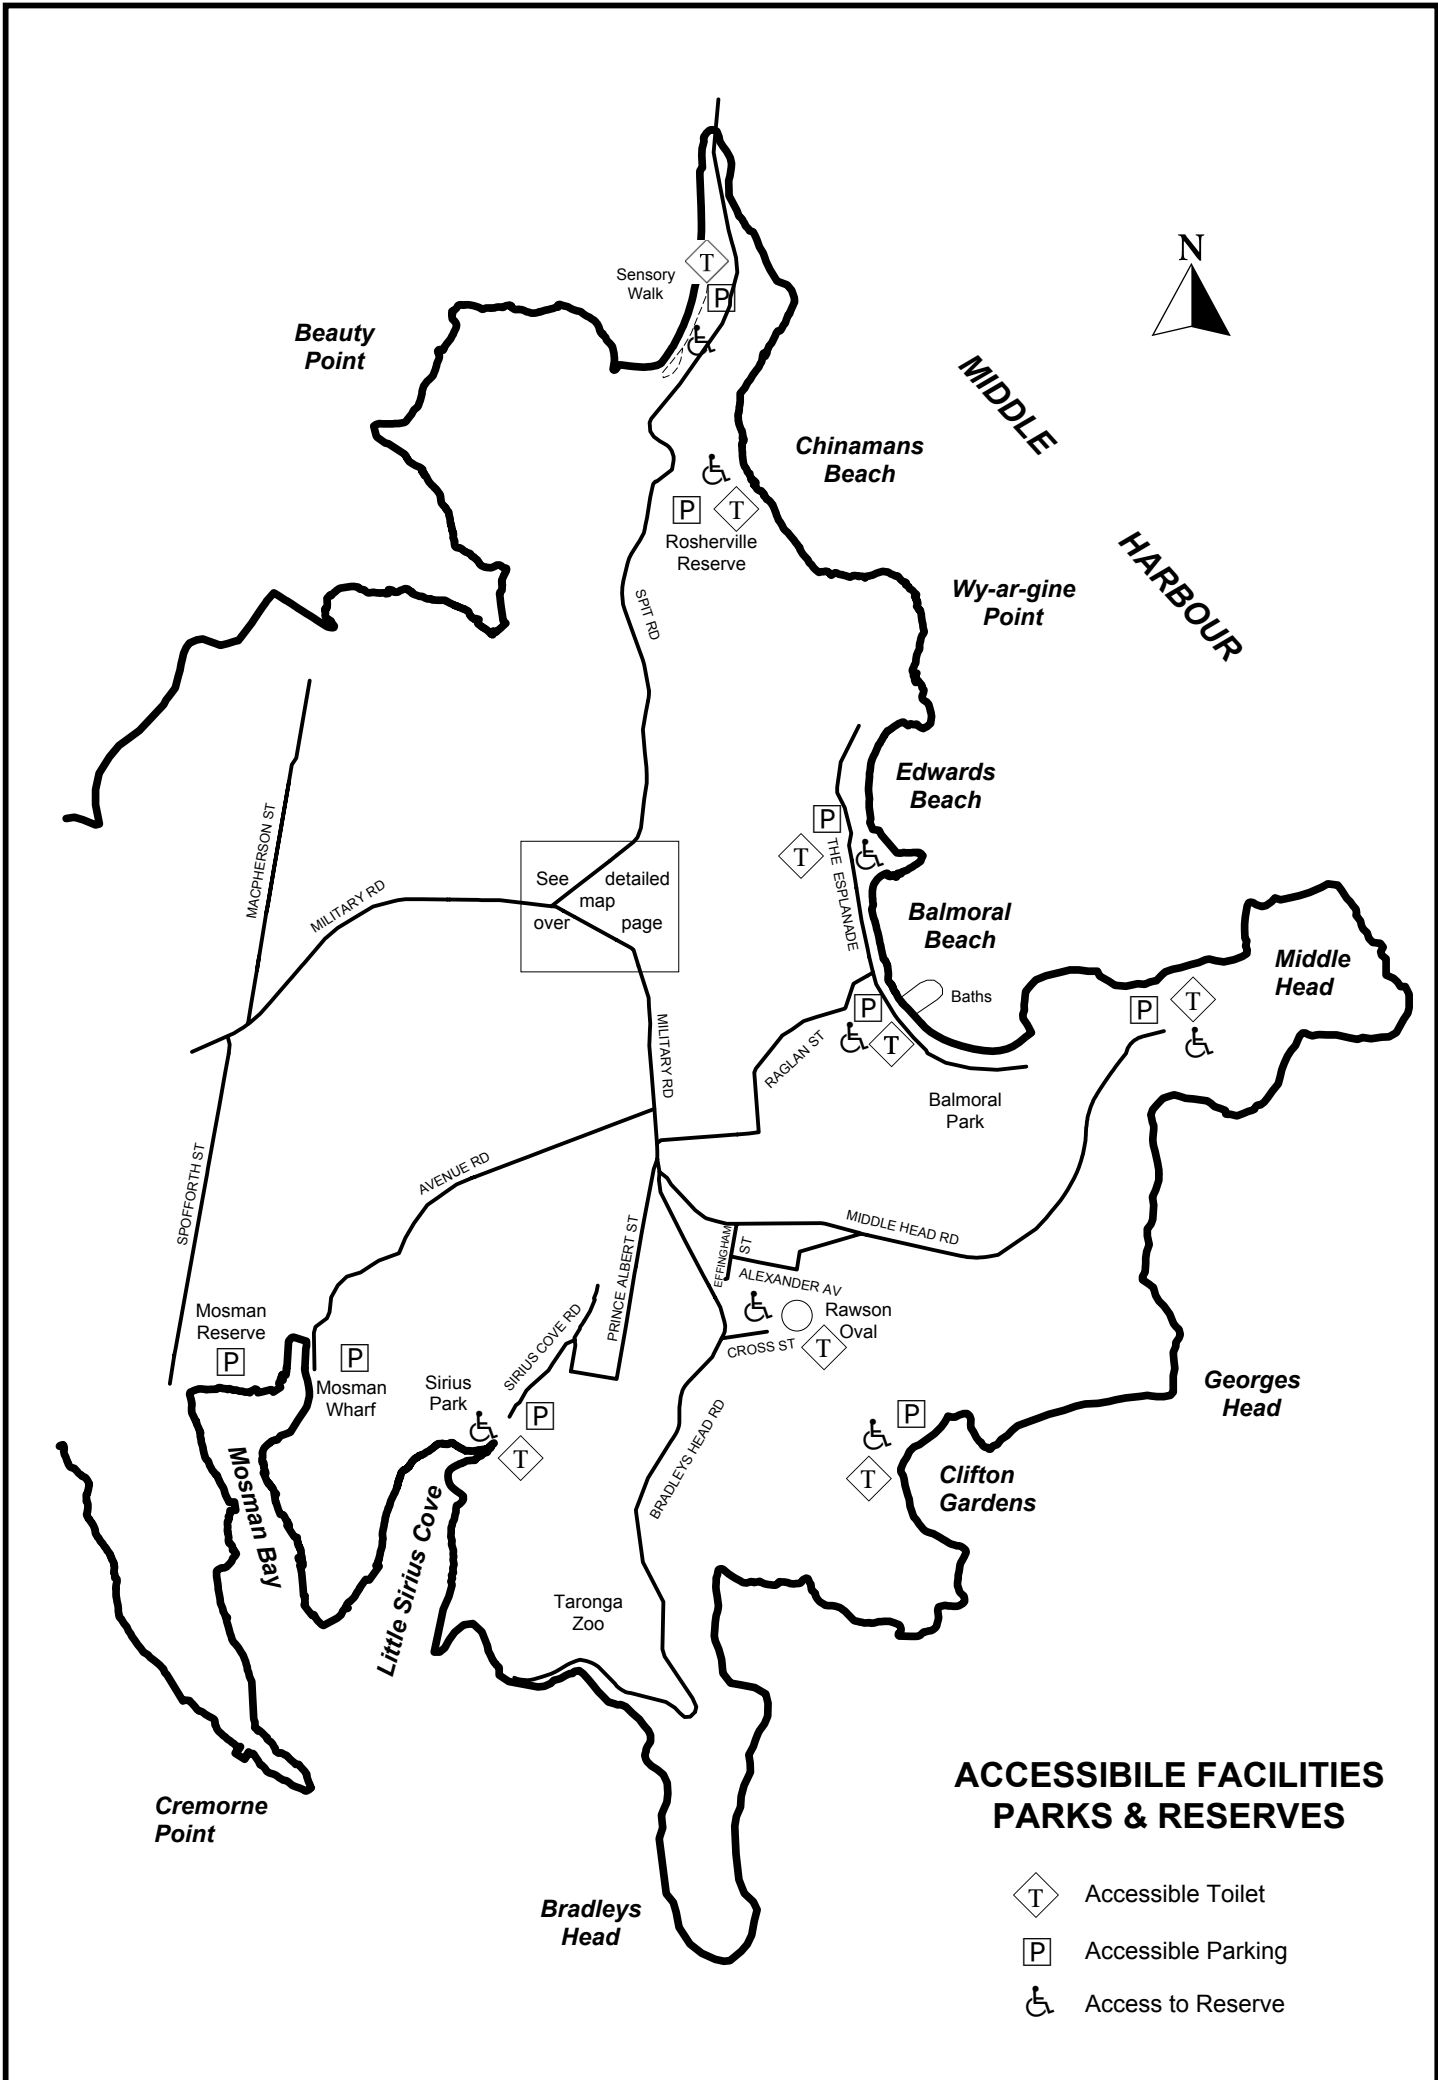 N
T
Sensory
Walk
P
Beauty
Point
MIDDLE
Chinamans
Beach
P
T
Rosherville
Reserve
HARBOUR
Wy-ar-gine
Point
SPIT RD
Edwards
Beach
P
T
THE ESPLANADE
MACPHERSON ST
MILITARY RD
See detailed
map
over page
Balmoral
Beach
Middle
Head
Baths
P
T
P
T
MILITARY RD
RAGLAN ST
Balmoral
Park
SPOFFORTH ST
AVENUE RD
PRINCE ALBERT ST
EFFINGHAM
ST
MIDDLE HEAD RD
ALEXANDER AV
Rawson
Oval
T
CROSS ST
SIRIUS COVE RD
Mosman
Reserve
P
P
Mosman
Wharf
Sirius
Park
P
T
BRADLEYS HEAD RD
Georges
Head
P
T
Clifton
Gardens
Mosman Bay
Little Sirius Cove
Taronga
Zoo
Cremorne
Point
Bradleys
Head
ACCESSIBILE FACILITIES
PARKS & RESERVES
T Accessible Toilet
P Accessible Parking
Access to Reserve